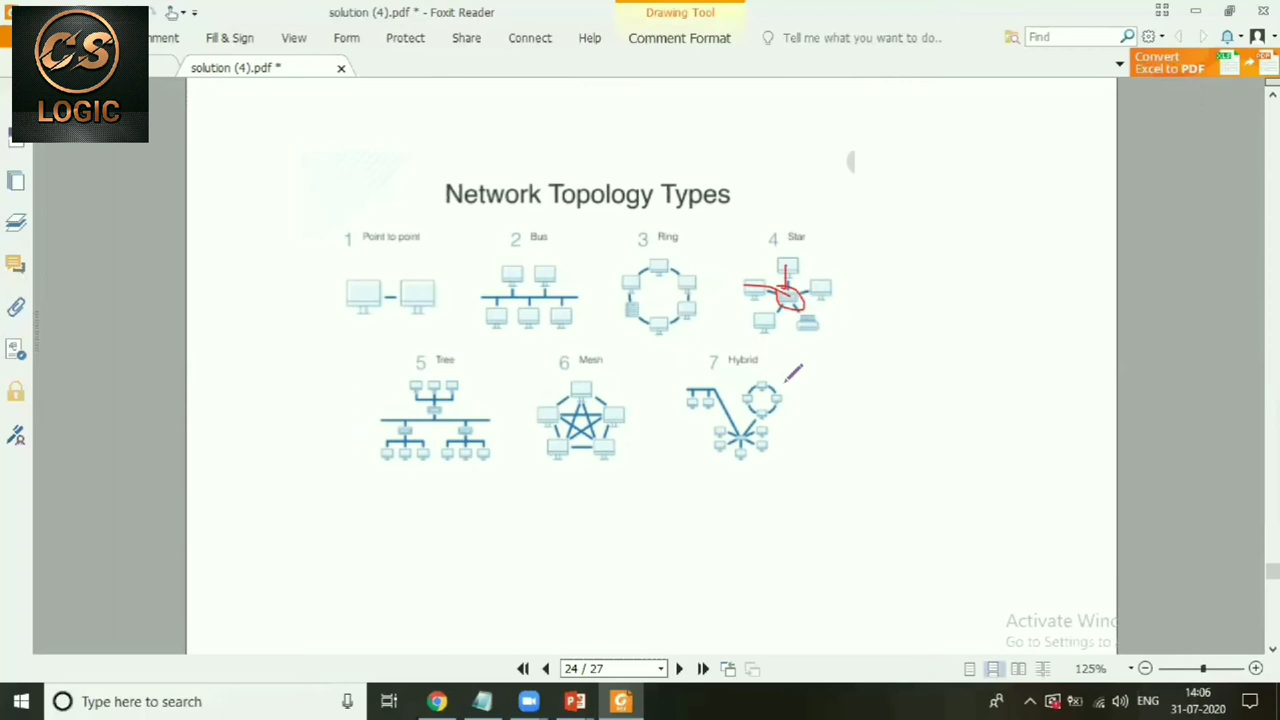 solution (4).pdf * - Foxit Reader
Drawing Tool
ment
Fill & Sign
View
Form
Protect
Share
Connect
Help
Comment Format
Tell me what you want to do..
Find
CS
LOGIC
solution (4).pdf *
Convert
Excel to PDF
Network Topology Types
1 Point to point
2 Bus
3 Ring
4 Star
5 Tree
6 Mesh
7 Hybrid
Activate Winc
Go to Settings to
24 / 27
125%
Type here to search
ENG
14:06
31-07-2020